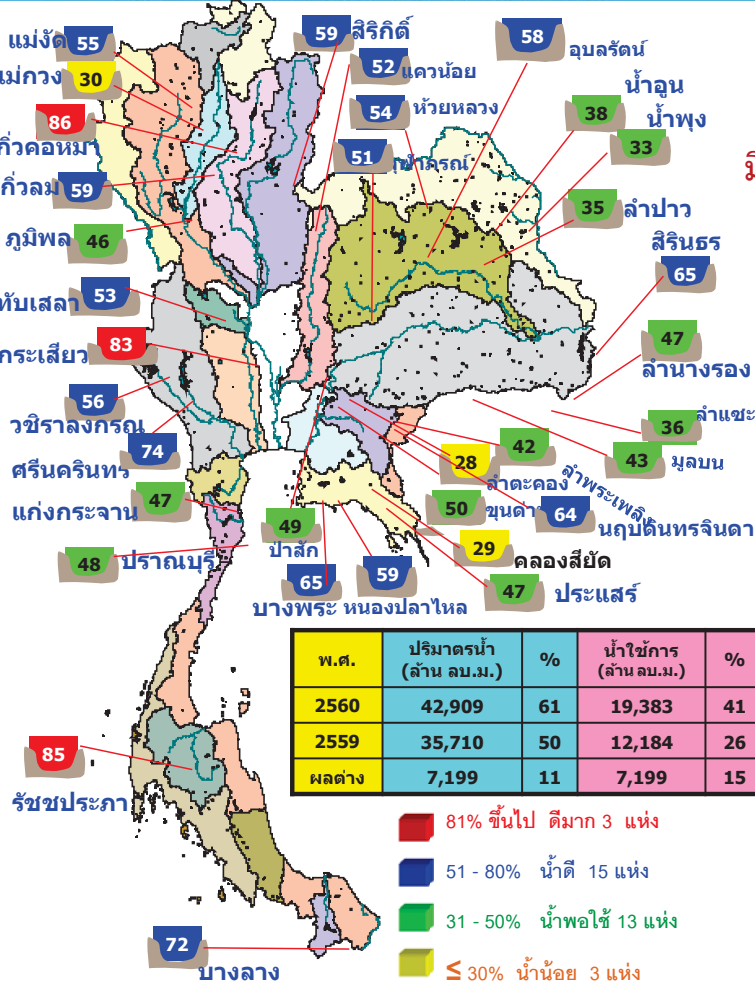 แม่งัด 55
แม่กวง 30
86
กิ่วคอหมา
กิ่วลม 59
ภูมิพล 46
ทับเสลา 53
กระเสียว 83
56
วชิราลงกรณ
74
ศรีนครินทร์
47
แก่งกระจาน
48 ปราณบุรี
59 สิริกิติ์
52 แควน้อย
54 ห้วยหลวง
51
58 อุบลรัตน์
น้ำอูน
38 น้ำพุง
33
35 ลำปาว
สิรินธร
65
47
ลำนางรอง
36 ลำแชะ
43 มูลบน
42
28
ลำตะคอง
ลำพระเพลิง
50 ขุนด่าน
64 นฤบดินทรจินดา
49
ป่าสัก
29 คลองสียัด
65
บางพระ
59
หนองปลาไหล
47 ประแสร์
85
รัชชประภา
72
บางลาง
พ.ศ. ปริมาตรน้ำ (ล้าน ลบ.ม.) % น้ำใช้การ (ล้าน ลบ.ม.) %
2560 42,909 61 19,383 41
2559 35,710 50 12,184 26
ผลต่าง 7,199 11 7,199 15
81% ขึ้นไป ดีมาก 3 แห่ง
51 - 80% น้ำดี 15 แห่ง
31 - 50% น้ำพอใช้ 13 แห่ง
≤ 30% น้ำน้อย 3 แห่ง